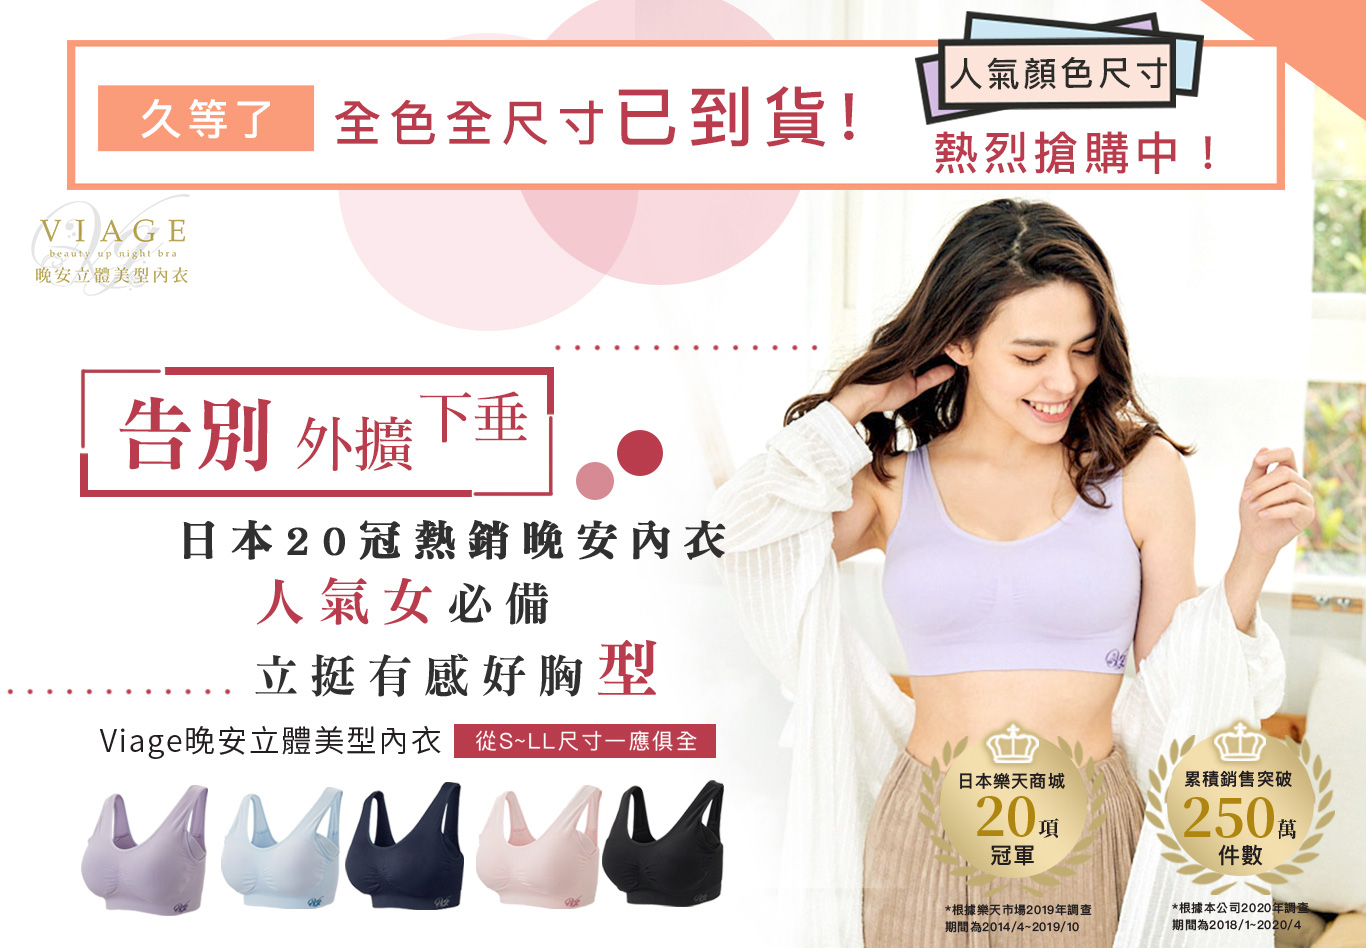 久等了
全色全尺寸已到貨!
人氣顏色尺寸
熱烈搶購中！
VIAGE
beauty up night bra
晚安立體美型內衣
告別 外擴 下垂
日本20冠熱銷晚安內衣
人氣女必備
立挺有感好胸型
Viage晚安立體美型內衣
從S~LL尺寸一應俱全
日本樂天商城
20項
冠軍
*根據樂天市場2019年調查
期間為2014/4~2019/10
累積銷售突破
250萬
件數
*根據本公司2020年調查
期間為2018/1~2020/4